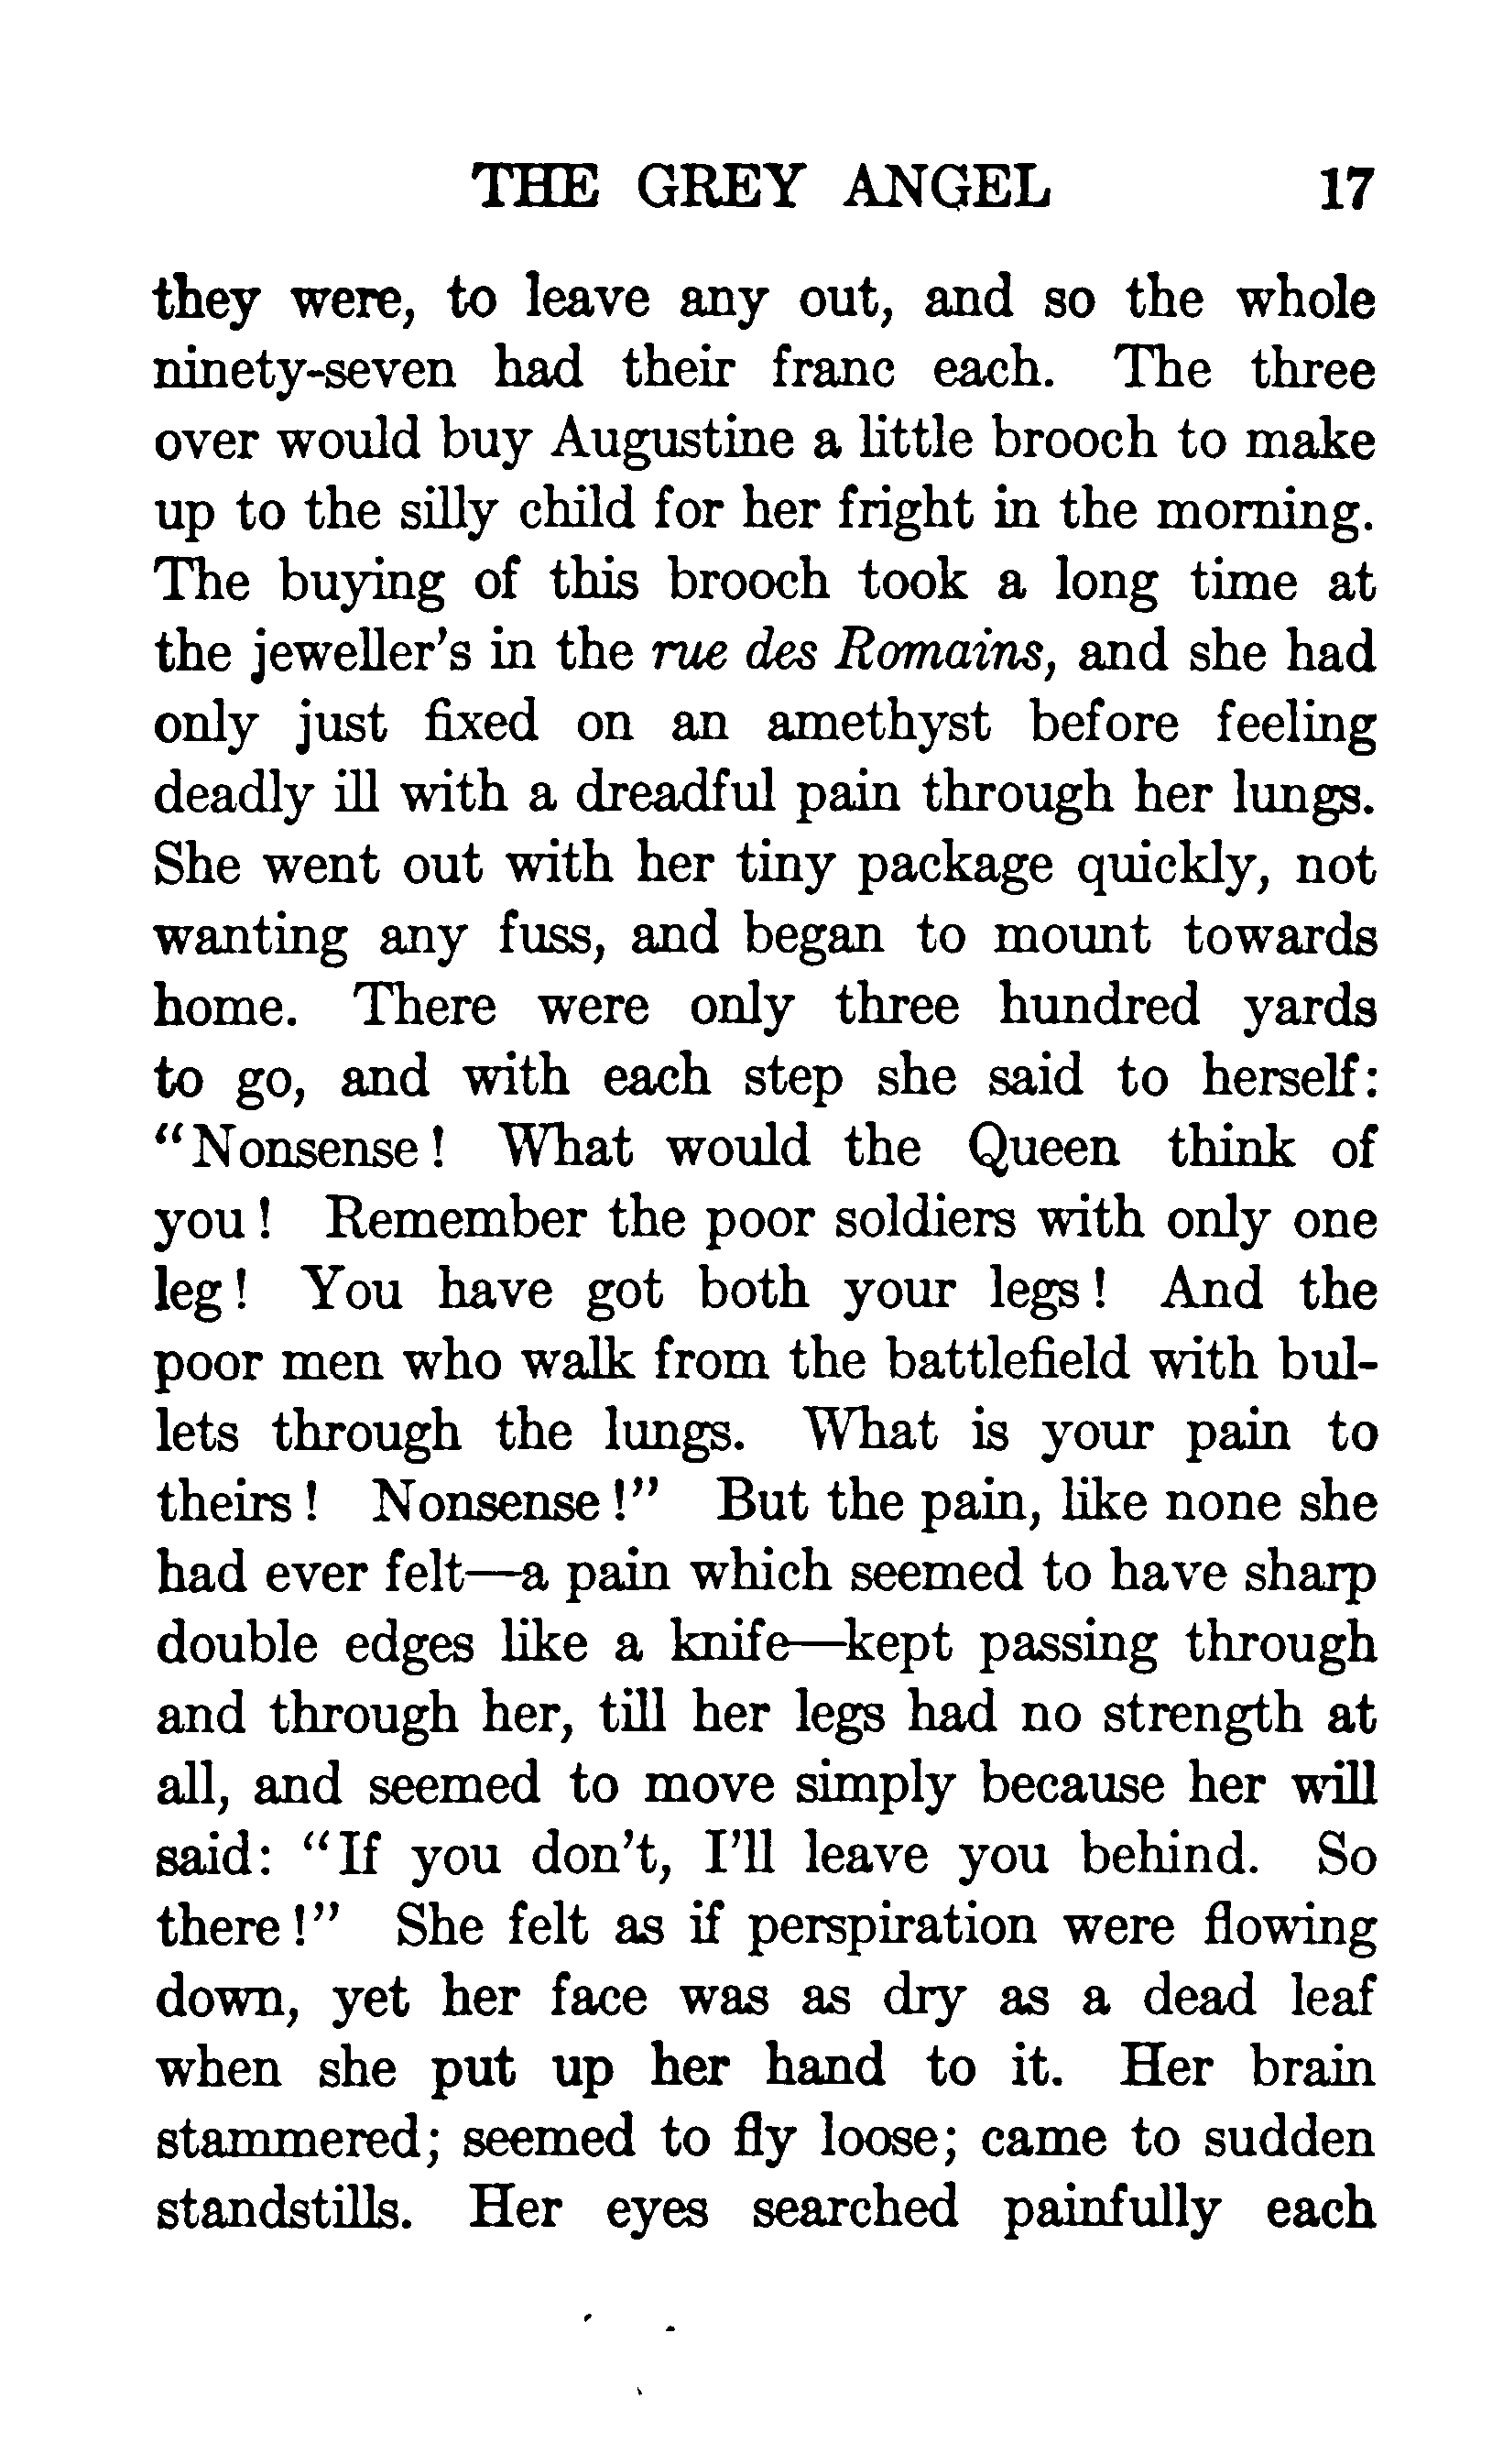 THE GREY ANGEL 17
they were, to leave any out, and so the whole
ninety-seven had their franc each. The three
over would buy Augustine a little brooch to make
up to the silly child for her fright in the morning.
The buying of this brooch took a long time at
the jeweller's in the rue des Romains, and she had
only just fixed on an amethyst before feeling
deadly ill with a dreadful pain through her lungs.
She went out with her tiny package quickly, not
wanting any fuss, and began to mount towards
home. There were only three hundred yards
to go, and with each step she said to herself:
"Nonsense! What would the Queen think of
you! Remember the poor soldiers with only one
leg! You have got both your legs! And the
poor men who walk from the battlefield with bul-
lets through the lungs. What is your pain to
theirs! Nonsense!" But the pain, like none she
had ever felt—a pain which seemed to have sharp
double edges like a knife—kept passing through
and through her, till her legs had no strength at
all, and seemed to move simply because her will
said: "If you don't, I'll leave you behind. So
there!" She felt as if perspiration were flowing
down, yet her face was as dry as a dead leaf
when she put up her hand to it. Her brain
stammered; seemed to fly loose; came to sudden
standstills. Her eyes searched painfully each